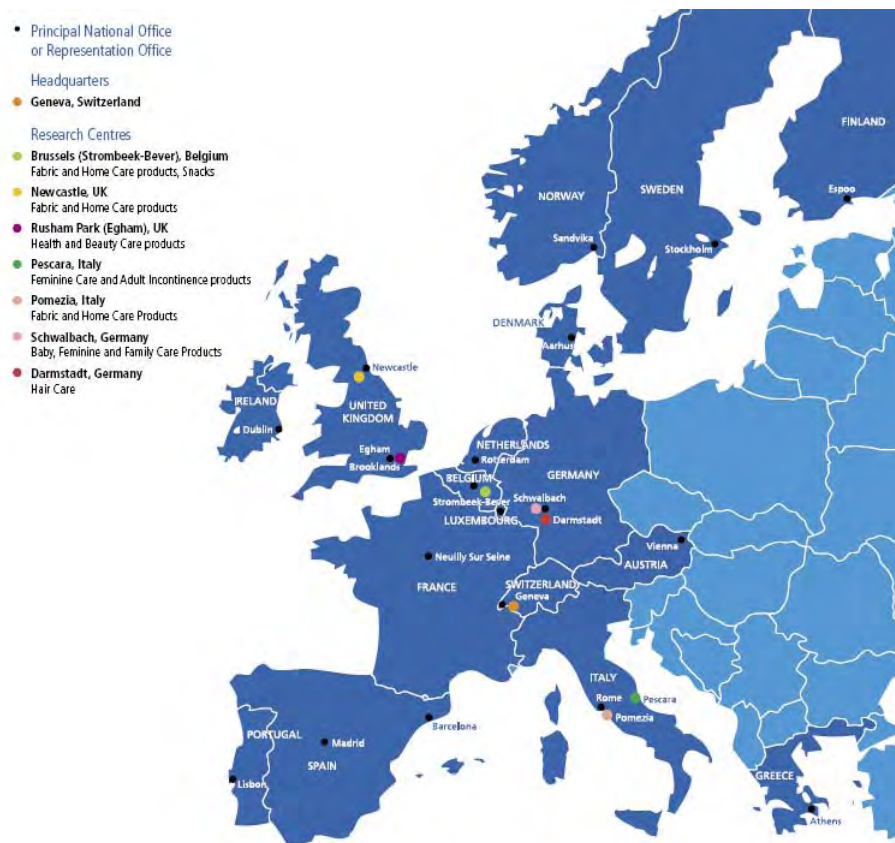 Principal National Office
or Representation Office
Headquarters
Geneva, Switzerland
Research Centres
Brussels (Strombeek-Bever), Belgium
Fabric and Home Care products, Snacks
Newcastle, UK
Fabric and Home Care products
Rusham Park (Egham), UK
Health and Beauty Care products
Pescara, Italy
Feminine Care and Adult Incontinence products
Pomezia, Italy
Fabric and Home Care Products
Schwalbach, Germany
Baby, Feminine and Family Care Products
Darmstadt, Germany
Hair Care
FINLAND
Espoo
NORWAY
SWEDEN
Sandvika
Stockholm
DENMARK
Aarhus
Newcastle
IRELAND
UNITED
KINGDOM
Dublin
Egham
Brooklands
NETHERLANDS
Rotterdam
BELGIUM
GERMANY
Strombeek-Bever
Schwalbach
LUXEMBOURG
Darmstadt
Vienna
AUSTRIA
Neuilly Sur Seine
FRANCE
SWITZERLAND
Geneva
ITALY
Rome
Pescara
Pomezia
Barcelona
PORTUGAL
Madrid
SPAIN
Lisbon
GREECE
Athens